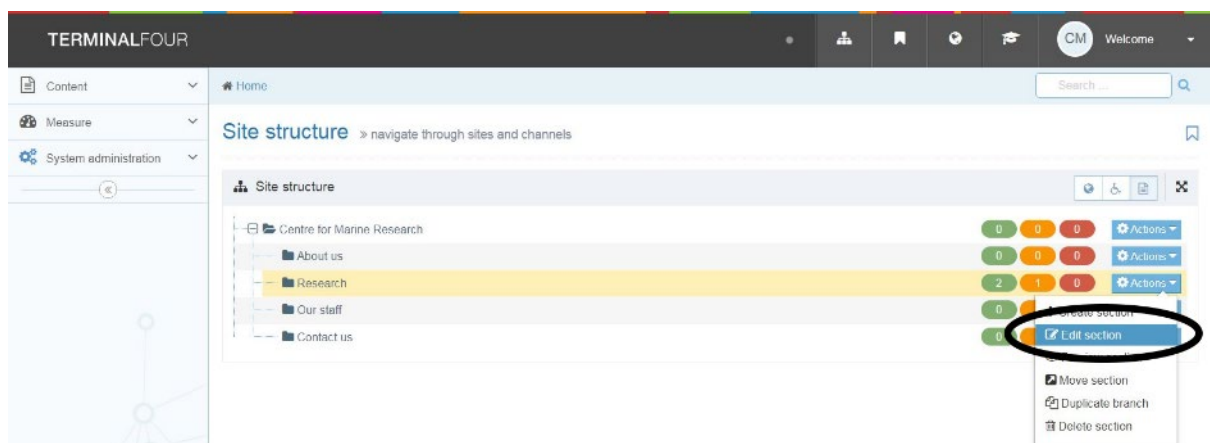 TERMINALFOUR
CM Welcome
Content
Home
Search ...
Measure
Site structure » navigate through sites and channels
System administration
Site structure
Centre for Marine Research 0 0 0 Actions
About us 0 0 0 Actions
Research 2 1 0 Actions
Our staff 0
Create section
Contact us 0
Edit section
Move section
Duplicate branch
Delete section